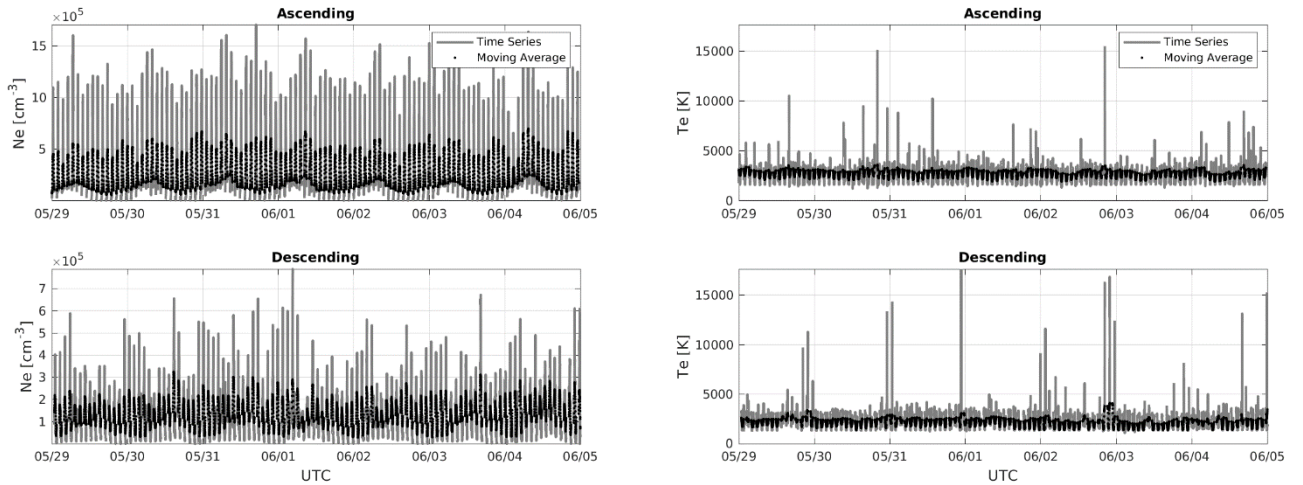 Ascending
×10⁵
Ne [cm⁻³]
15
10
5
Time Series
Moving Average
05/29 05/30 05/31 06/01 06/02 06/03 06/04 06/05
Ascending
Te [K]
15000
10000
5000
0
Time Series
Moving Average
05/29 05/30 05/31 06/01 06/02 06/03 06/04 06/05
Descending
×10⁵
Ne [cm⁻³]
7
6
5
4
3
2
1
05/29 05/30 05/31 06/01 06/02 06/03 06/04 06/05
UTC
Descending
Te [K]
15000
10000
5000
0
05/29 05/30 05/31 06/01 06/02 06/03 06/04 06/05
UTC